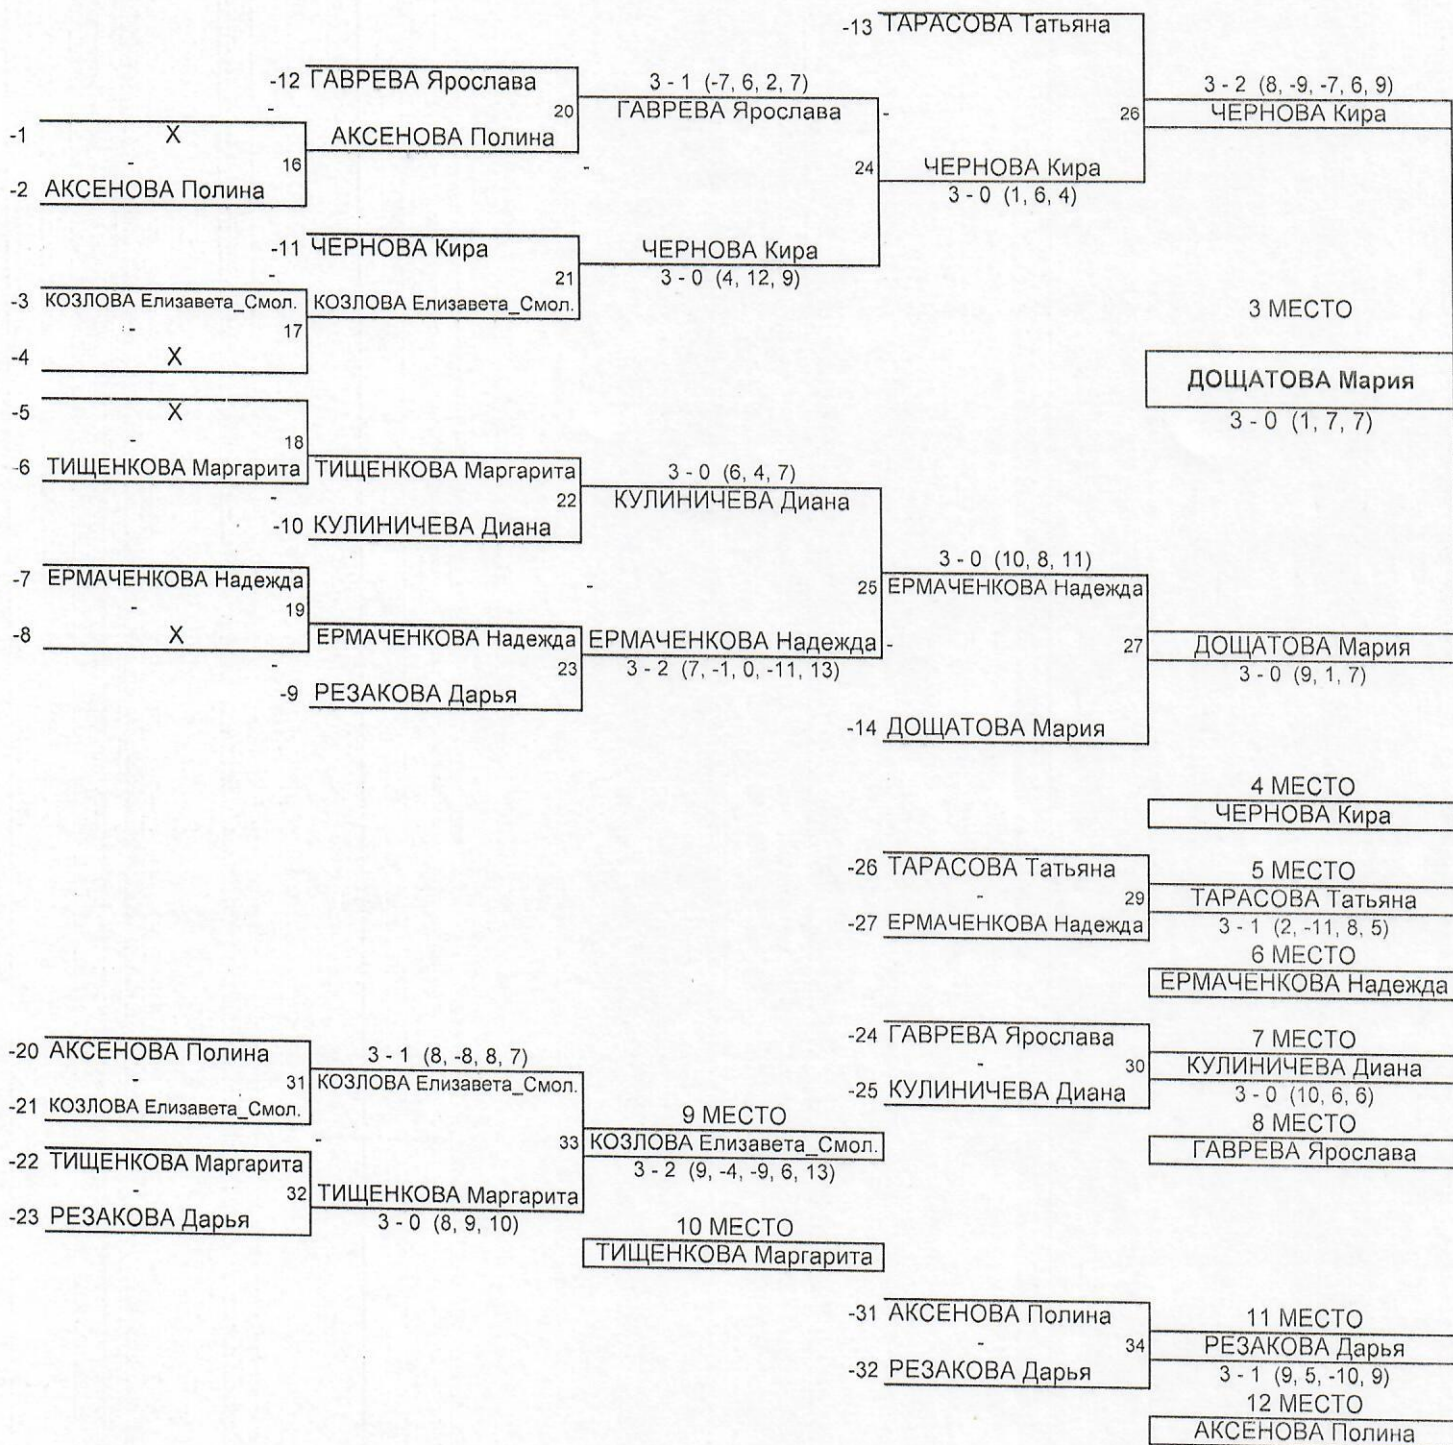 -13 ТАРАСОВА Татьяна
-12 ГАВРЕВА Ярослава
3 - 1 (-7, 6, 2, 7)
3 - 2 (8, -9, -7, 6, 9)
-
20
ГАВРЕВА Ярослава
-
26
ЧЕРНОВА Кира
-1 X
АКСЕНОВА Полина
-
16
-
24
ЧЕРНОВА Кира
-2 АКСЕНОВА Полина
3 - 0 (1, 6, 4)
-11 ЧЕРНОВА Кира
ЧЕРНОВА Кира
-
21
3 - 0 (4, 12, 9)
-3 КОЗЛОВА Елизавета_Смол.
КОЗЛОВА Елизавета_Смол.
3 МЕСТО
-
17
-4 X
ДОЩАТОВА Мария
-5 X
3 - 0 (1, 7, 7)
-
18
-6 ТИЩЕНКОВА Маргарита
ТИЩЕНКОВА Маргарита
3 - 0 (6, 4, 7)
-
22
КУЛИНИЧЕВА Диана
-10 КУЛИНИЧЕВА Диана
3 - 0 (10, 8, 11)
-7 ЕРМАЧЕНКОВА Надежда
-
25
ЕРМАЧЕНКОВА Надежда
-
19
-8 X
ЕРМАЧЕНКОВА Надежда
ЕРМАЧЕНКОВА Надежда
-
27
ДОЩАТОВА Мария
-
23
3 - 2 (7, -1, 0, -11, 13)
3 - 0 (9, 1, 7)
-9 РЕЗАКОВА Дарья
-14 ДОЩАТОВА Мария
4 МЕСТО
ЧЕРНОВА Кира
-26 ТАРАСОВА Татьяна
5 МЕСТО
-
29
ТАРАСОВА Татьяна
-27 ЕРМАЧЕНКОВА Надежда
3 - 1 (2, -11, 8, 5)
6 МЕСТО
ЕРМАЧЕНКОВА Надежда
-24 ГАВРЕВА Ярослава
7 МЕСТО
-20 АКСЕНОВА Полина
3 - 1 (8, -8, 8, 7)
-
30
КУЛИНИЧЕВА Диана
-
31
КОЗЛОВА Елизавета_Смол.
-25 КУЛИНИЧЕВА Диана
3 - 0 (10, 6, 6)
-21 КОЗЛОВА Елизавета_Смол.
9 МЕСТО
8 МЕСТО
-
33
КОЗЛОВА Елизавета_Смол.
ГАВРЕВА Ярослава
-22 ТИЩЕНКОВА Маргарита
3 - 2 (9, -4, -9, 6, 13)
-
32
ТИЩЕНКОВА Маргарита
-23 РЕЗАКОВА Дарья
3 - 0 (8, 9, 10)
10 МЕСТО
ТИЩЕНКОВА Маргарита
-31 АКСЕНОВА Полина
11 МЕСТО
-
34
РЕЗАКОВА Дарья
-32 РЕЗАКОВА Дарья
3 - 1 (9, 5, -10, 9)
12 МЕСТО
АКСЕНОВА Полина